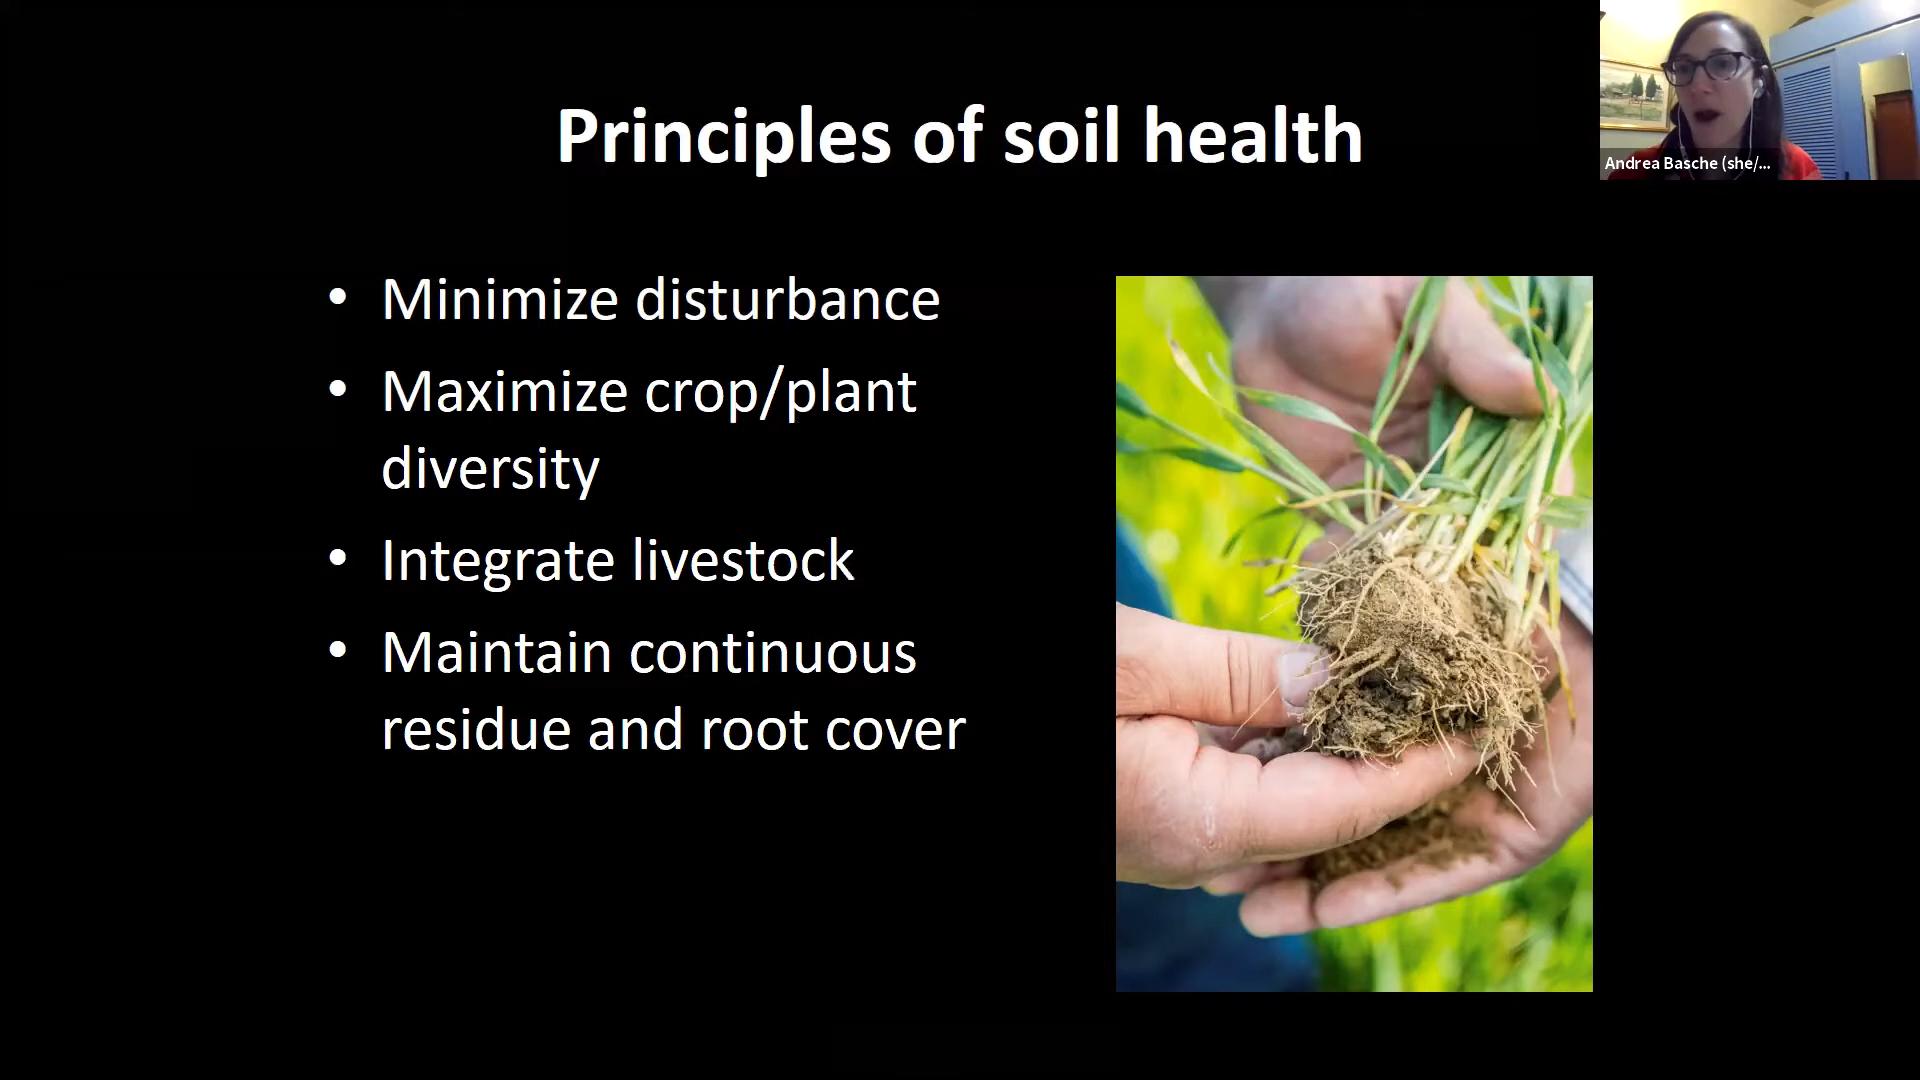 Principles of soil health
Andrea Basche (she/...
• Minimize disturbance
• Maximize crop/plant
diversity
• Integrate livestock
• Maintain continuous
residue and root cover